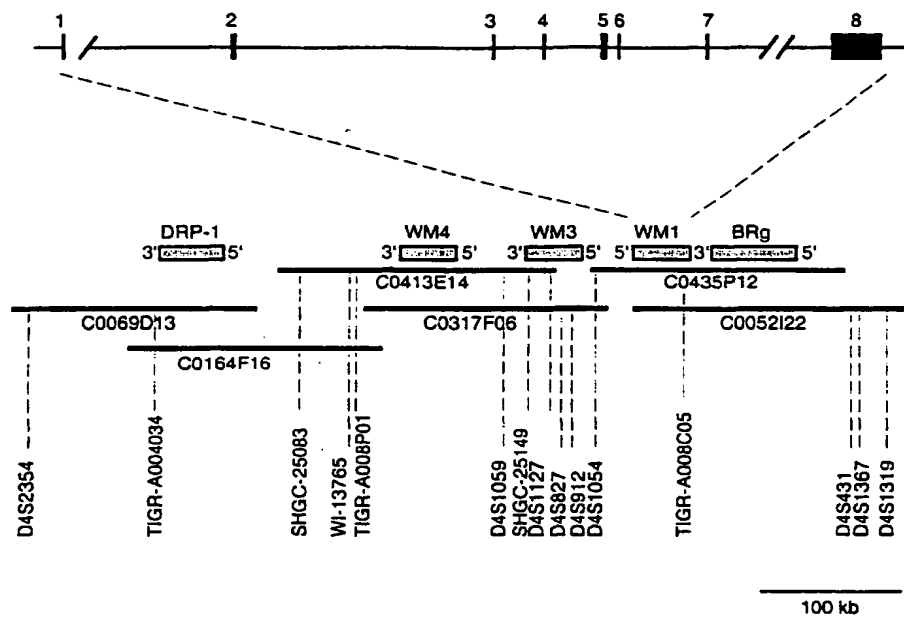 1 2 3 4 5 6 7 8
DRP-1 WM4 WM3 WM1 BRg
3' 5' 3' 5' 3' 5' 5' 3' 5'
C0413E14 C0435P12
C0069D13 C0317F06 C0052I22
C0164F16
D4S2354
TIGR-A004034
SHGC-25083
WI-13765
TIGR-A008P01
D4S1059
SHGC-25149
D4S1127
D4S827
D4S912
D4S1054
TIGR-A008C05
D4S431
D4S1367
D4S1319
100 kb